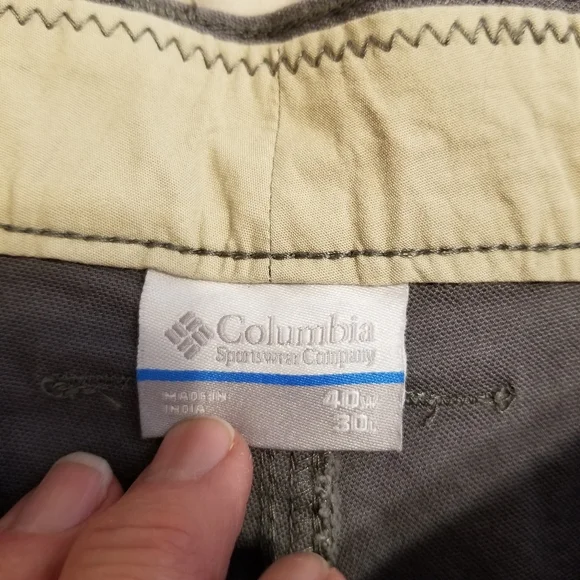 Columbia
Sportswear Company
MADE IN
INDIA
40W
30L